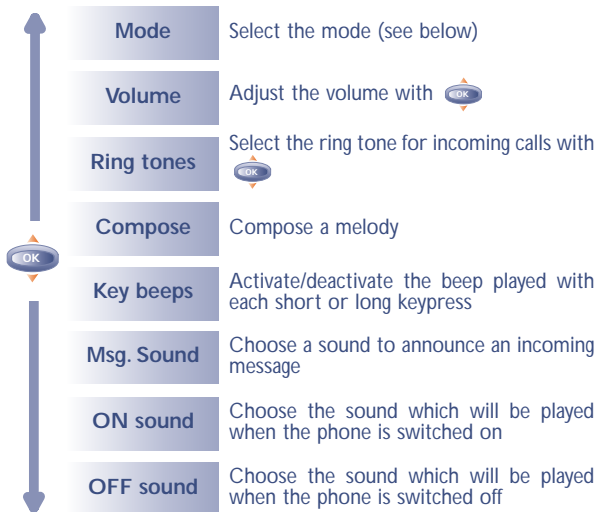 Mode
Select the mode (see below)
Volume
Adjust the volume with OK
Ring tones
Select the ring tone for incoming calls with
OK
Compose
Compose a melody
OK
Key beeps
Activate/deactivate the beep played with
each short or long keypress
Msg. Sound
Choose a sound to announce an incoming
message
ON sound
Choose the sound which will be played
when the phone is switched on
OFF sound
Choose the sound which will be played
when the phone is switched off